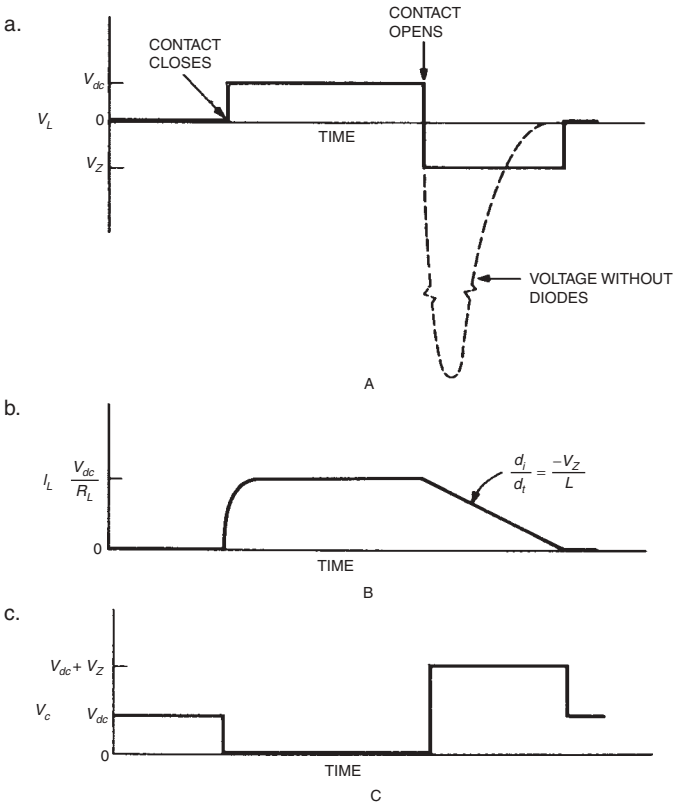 a.
CONTACT
OPENS
CONTACT
CLOSES
V_dc
V_L
0
TIME
V_Z
VOLTAGE WITHOUT
DIODES
A
b.
I_L
V_dc
R_L
d_i
d_t
= -V_Z
L
0
TIME
B
c.
V_dc + V_Z
V_c
V_dc
0
TIME
C